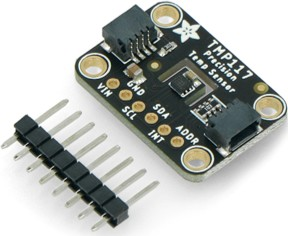 TMP117
Precision
Temp Sensor
VIN
GND
SCL
SDA
INT
ADDR